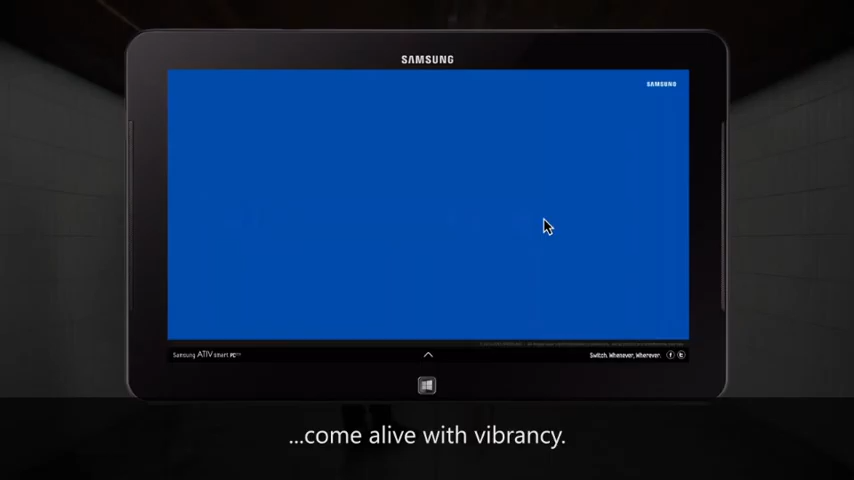 SAMSUNG
SAMSUNG
Samsung ATIV smart PC
Switch. Whenever, Wherever.
...come alive with vibrancy.